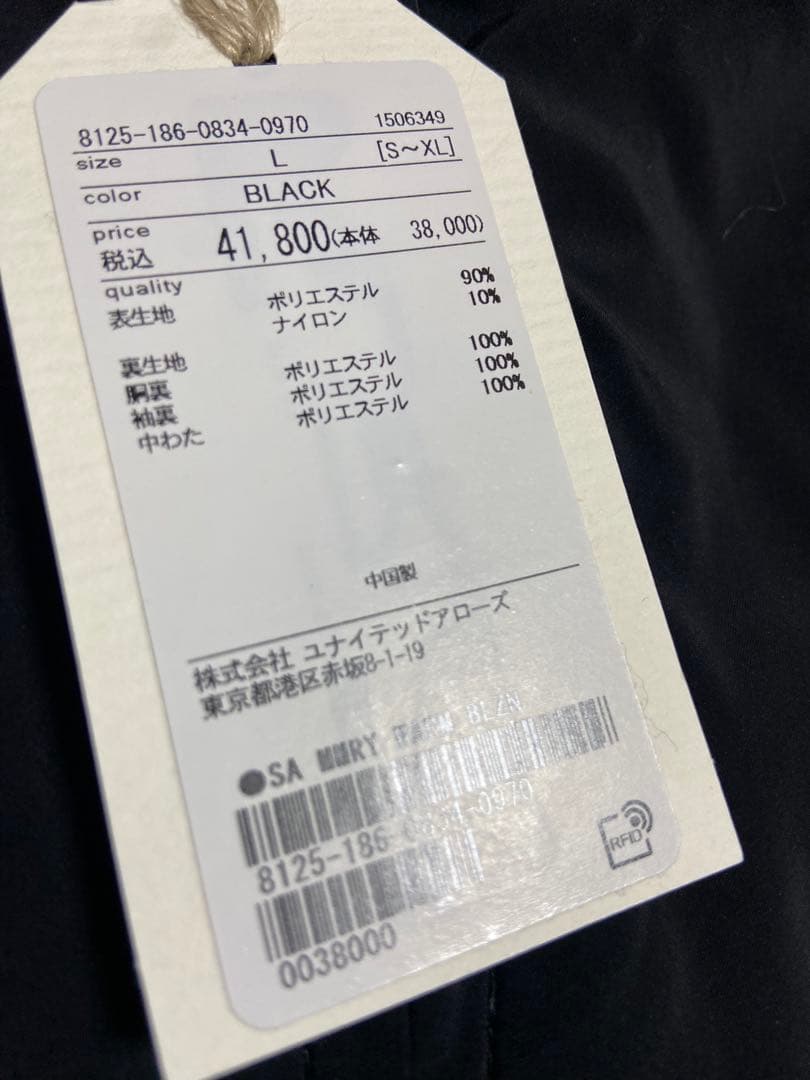 8125-186-0834-0970 1506349
size L [S〜XL]
color BLACK
price
税込 41,800(本体 38,000)
quality
表生地 ポリエステル 90%
ナイロン 10%
裏生地
胴裏 ポリエステル 100%
袖裏 ポリエステル 100%
中わた ポリエステル 100%
中国製
株式会社 ユナイテッドアローズ
東京都港区赤坂8-1-19
●SA BL/N
8125-186-0834-0970
0038000
RFID